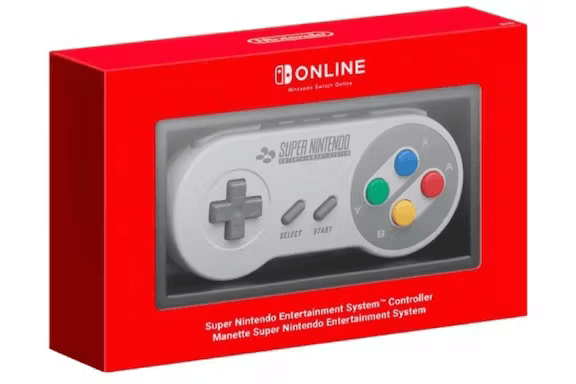 Nintendo
ONLINE
Nintendo Switch Online
SUPER NINTENDO
ENTERTAINMENT SYSTEM
X
A
Y
B
SELECT START
Super Nintendo Entertainment System™ Controller
Manette Super Nintendo Entertainment System